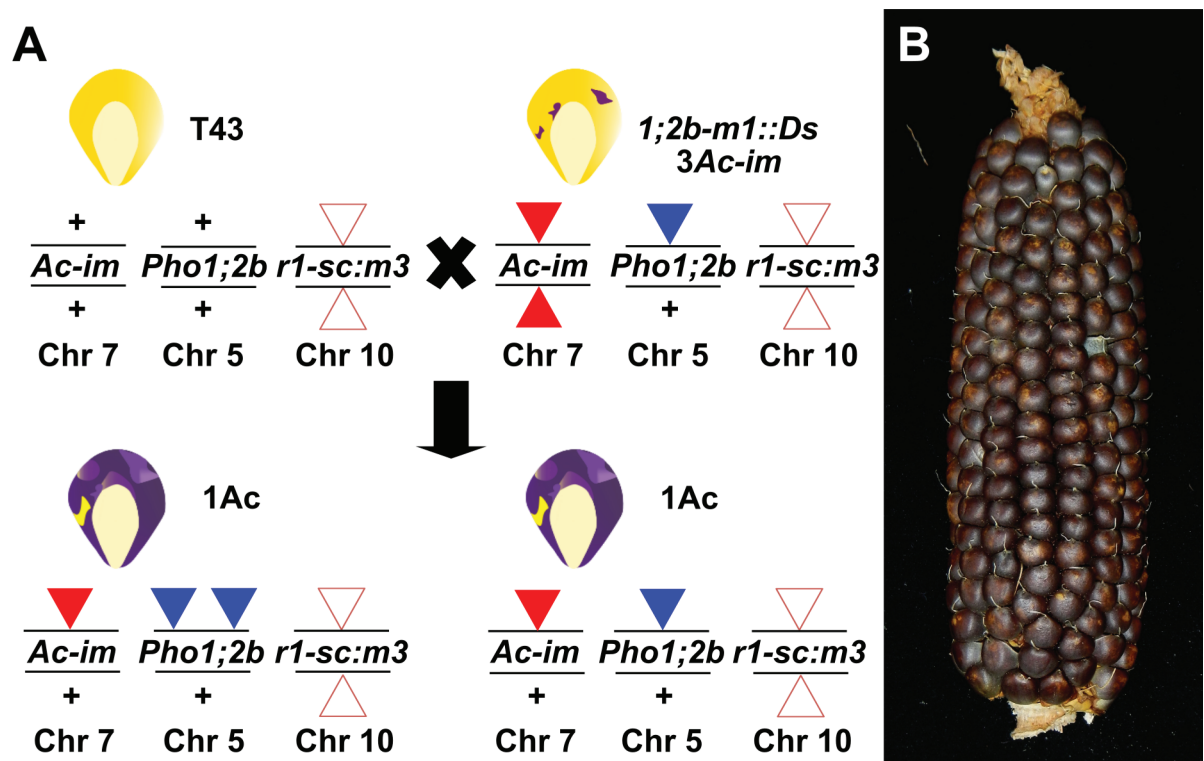 A
B
T43
1;2b-m1::Ds
3Ac-im
+
+
Ac-im
Pho1;2b
r1-sc:m3
Ac-im
Pho1;2b
r1-sc:m3
+
+
+
Chr 7
Chr 5
Chr 10
Chr 7
Chr 5
Chr 10
1Ac
1Ac
Ac-im
Pho1;2b
r1-sc:m3
Ac-im
Pho1;2b
r1-sc:m3
+
+
+
+
Chr 7
Chr 5
Chr 10
Chr 7
Chr 5
Chr 10